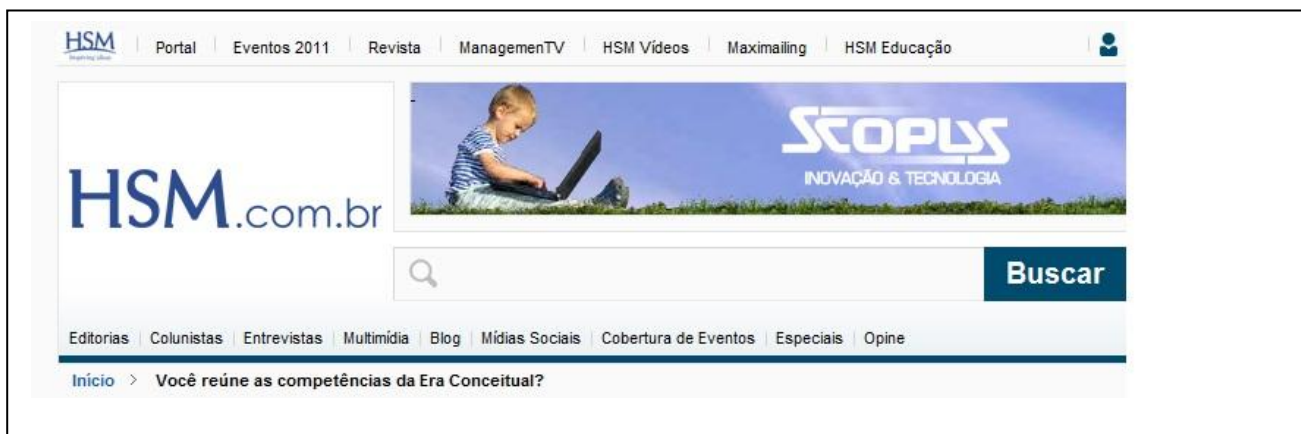 HSM
Portal Eventos 2011 Revista ManagemenTV HSM Vídeos Maximailing HSM Educação
SCOPUS
INOVAÇÃO & TECNOLOGIA
HSM.com.br
Buscar
Editorias Colunistas Entrevistas Multimídia Blog Mídias Sociais Cobertura de Eventos Especiais Opine
Início > Você reúne as competências da Era Conceitual?